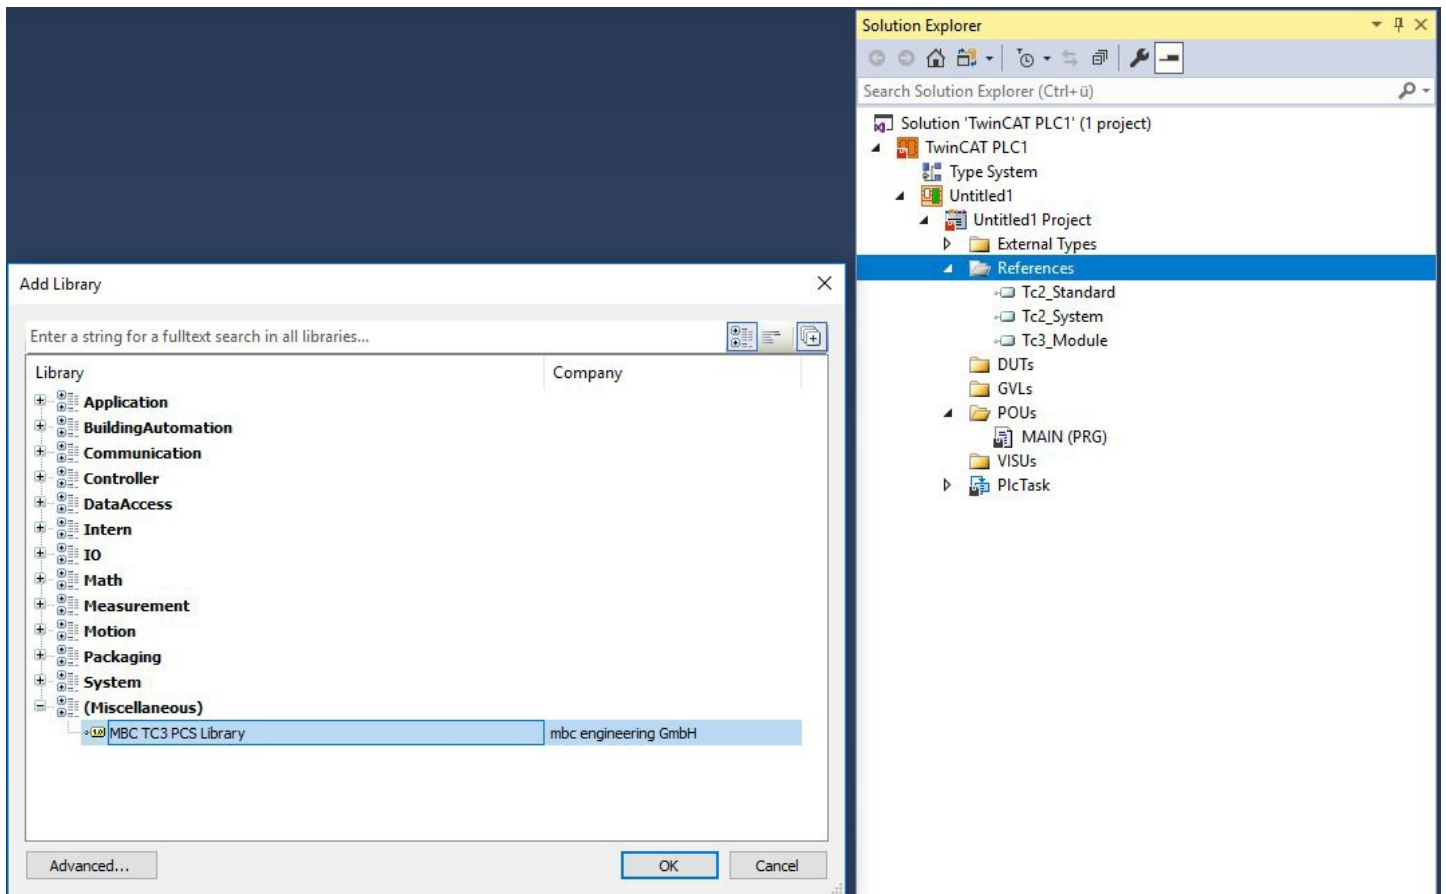 Solution Explorer
Search Solution Explorer (Ctrl+ü)
Solution 'TwinCAT PLC1' (1 project)
TwinCAT PLC1
Type System
Untitled1
Untitled1 Project
External Types
References
Tc2_Standard
Tc2_System
Tc3_Module
DUTs
GVLs
POUs
MAIN (PRG)
VISUs
PlcTask
Add Library
Enter a string for a fulltext search in all libraries...
Library Company
Application
BuildingAutomation
Communication
Controller
DataAccess
Intern
IO
Math
Measurement
Motion
Packaging
System
(Miscellaneous)
1.0 MBC TC3 PCS Library mbc engineering GmbH
Advanced... OK Cancel